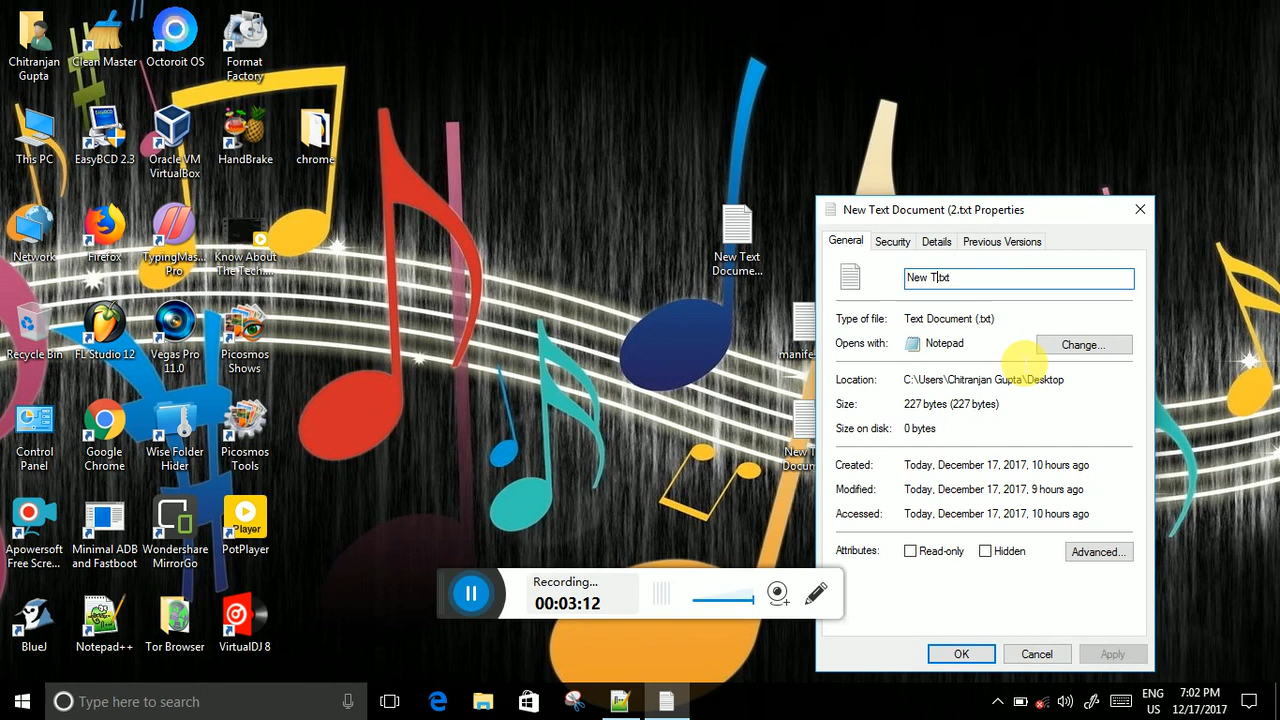 Chitranjan
Gupta
Clean Master
Octoroit OS
Format
Factory
This PC
EasyBCD 2.3
Oracle VM
VirtualBox
HandBrake
chrome
Network
Firefox
TypingMas...
Pro
Know About
The Tech....
Recycle Bin
FL Studio 12
Vegas Pro
11.0
Picosmos
Shows
Control
Panel
Google
Chrome
Wise Folder
Hider
Picosmos
Tools
Apowersoft
Free Scre...
Minimal ADB
and Fastboot
Wondershare
MirrorGo
Player
PotPlayer
BlueJ
Notepad++
Tor Browser
VirtualDJ 8
New Text
Docume...
manife
New T
Docum
New Text Document (2.txt Properties
General
Security
Details
Previous Versions
New T.txt
Type of file:
Text Document (.txt)
Opens with:
Notepad
Change...
Location:
C:\Users\Chitranjan Gupta\Desktop
Size:
227 bytes (227 bytes)
Size on disk:
0 bytes
Created:
Today, December 17, 2017, 10 hours ago
Modified:
Today, December 17, 2017, 9 hours ago
Accessed:
Today, December 17, 2017, 10 hours ago
Attributes:
Read-only
Hidden
Advanced...
OK
Cancel
Apply
Recording...
00:03:12
Type here to search
ENG
US
7:02 PM
12/17/2017